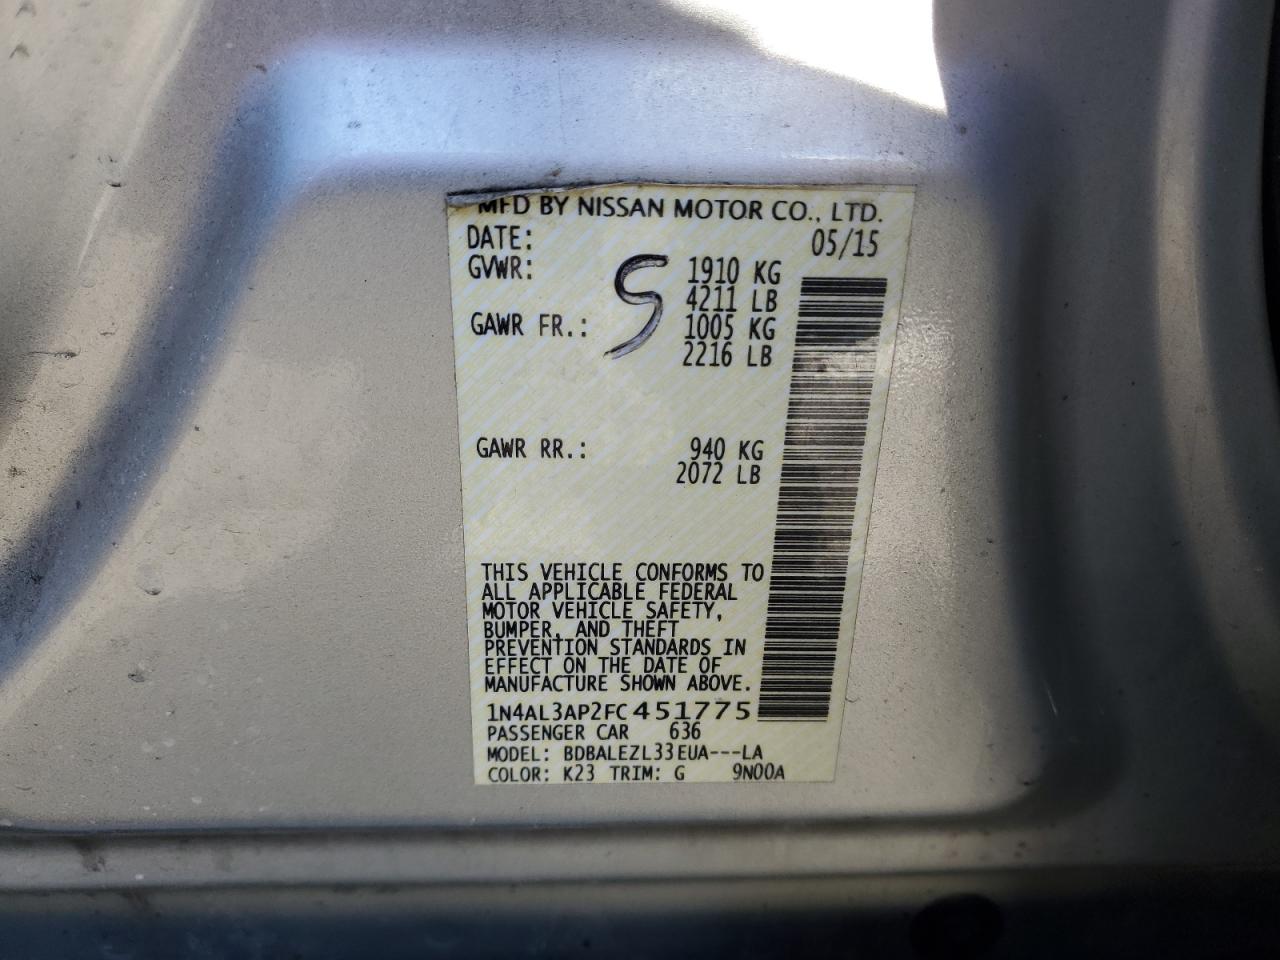 MFD BY NISSAN MOTOR CO., LTD.
DATE: 05/15
GVWR: 1910 KG
4211 LB
GAWR FR.: 1005 KG
2216 LB
S
GAWR RR.: 940 KG
2072 LB
THIS VEHICLE CONFORMS TO
ALL APPLICABLE FEDERAL
MOTOR VEHICLE SAFETY,
BUMPER, AND THEFT
PREVENTION STANDARDS IN
EFFECT ON THE DATE OF
MANUFACTURE SHOWN ABOVE.
1N4AL3AP2FC451775
PASSENGER CAR 636
MODEL: BDBALEZL33EUA---LA
COLOR: K23 TRIM: G 9N00A